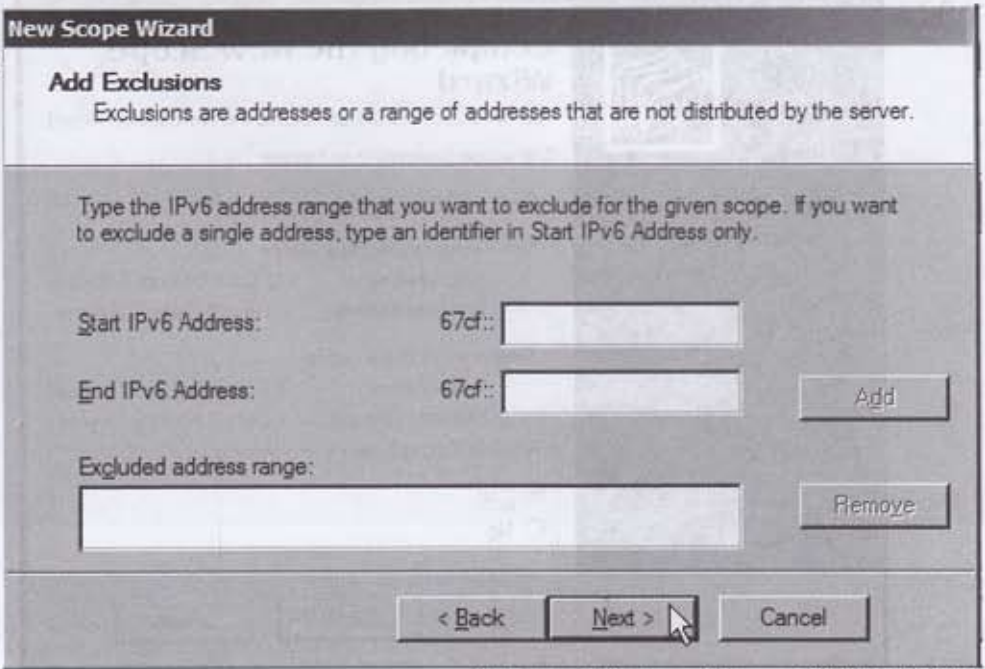 New Scope Wizard
Add Exclusions
Exclusions are addresses or a range of addresses that are not distributed by the server.
Type the IPv6 address range that you want to exclude for the given scope. If you want
to exclude a single address, type an identifier in Start IPv6 Address only.
Start IPv6 Address: 67cf::
End IPv6 Address: 67cf::
Add
Excluded address range:
Remove
< Back Next > Cancel